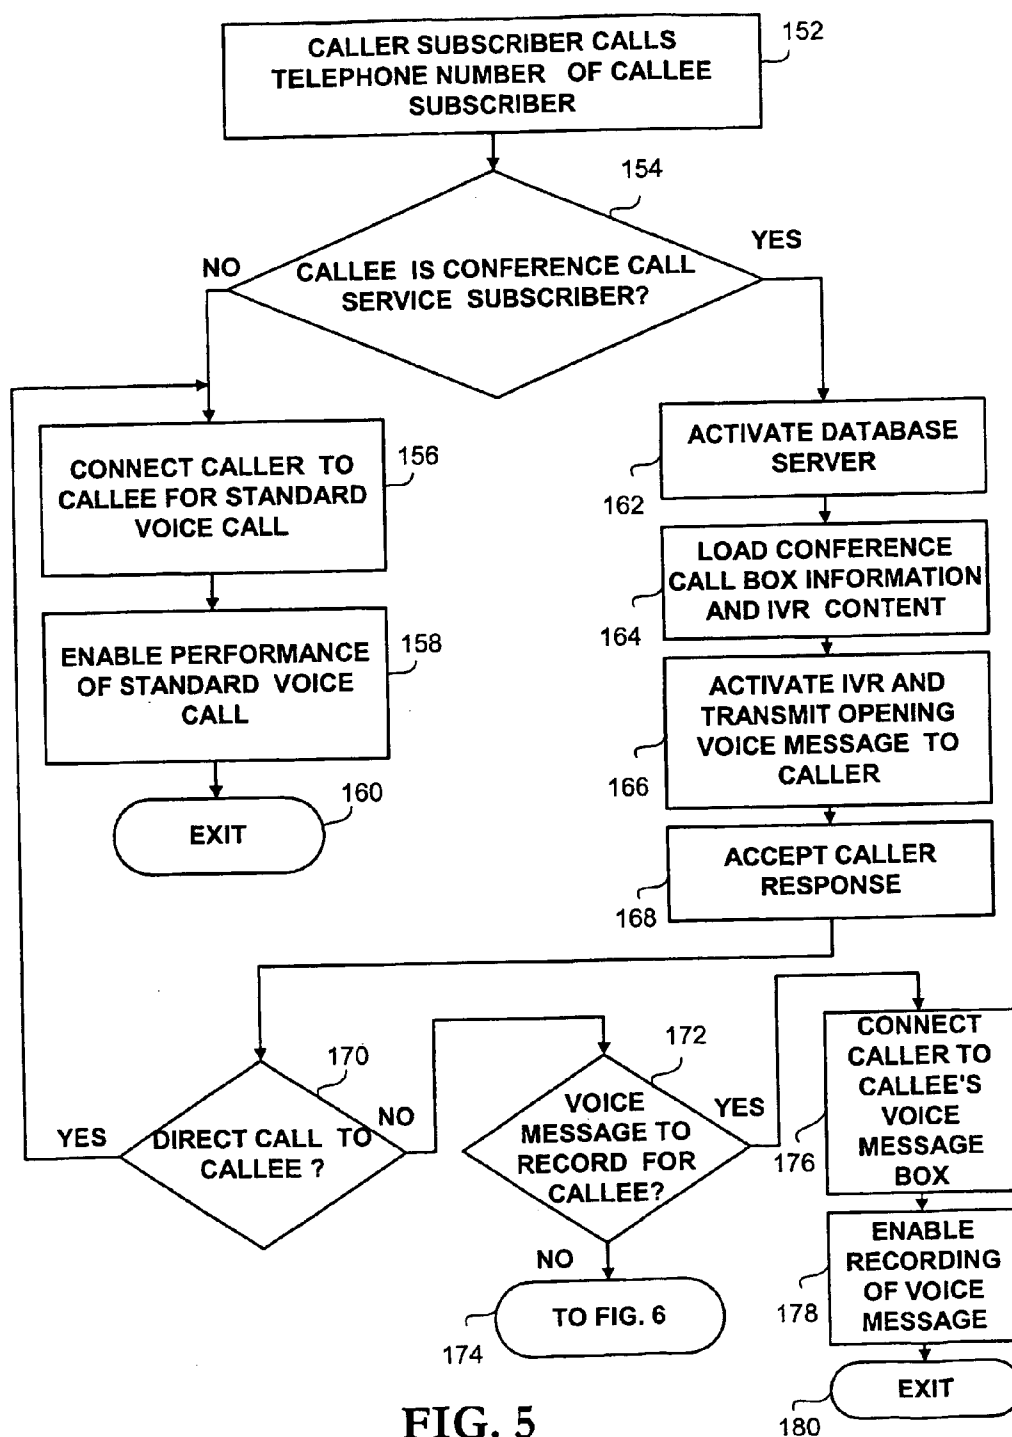 CALLER SUBSCRIBER CALLS
TELEPHONE NUMBER OF CALLEE
SUBSCRIBER
152
154
NO
YES
CALLEE IS CONFERENCE CALL
SERVICE SUBSCRIBER?
CONNECT CALLER TO
CALLEE FOR STANDARD
VOICE CALL
156
ENABLE PERFORMANCE
OF STANDARD VOICE
CALL
158
EXIT
160
ACTIVATE DATABASE
SERVER
162
LOAD CONFERENCE
CALL BOX INFORMATION
AND IVR CONTENT
164
ACTIVATE IVR AND
TRANSMIT OPENING
VOICE MESSAGE TO
CALLER
166
ACCEPT CALLER
RESPONSE
168
170
YES
NO
DIRECT CALL TO
CALLEE ?
172
VOICE
MESSAGE TO
RECORD FOR
CALLEE?
YES
NO
TO FIG. 6
174
CONNECT
CALLER TO
CALLEE'S
VOICE
MESSAGE
BOX
176
ENABLE
RECORDING
OF VOICE
MESSAGE
178
EXIT
180
FIG. 5